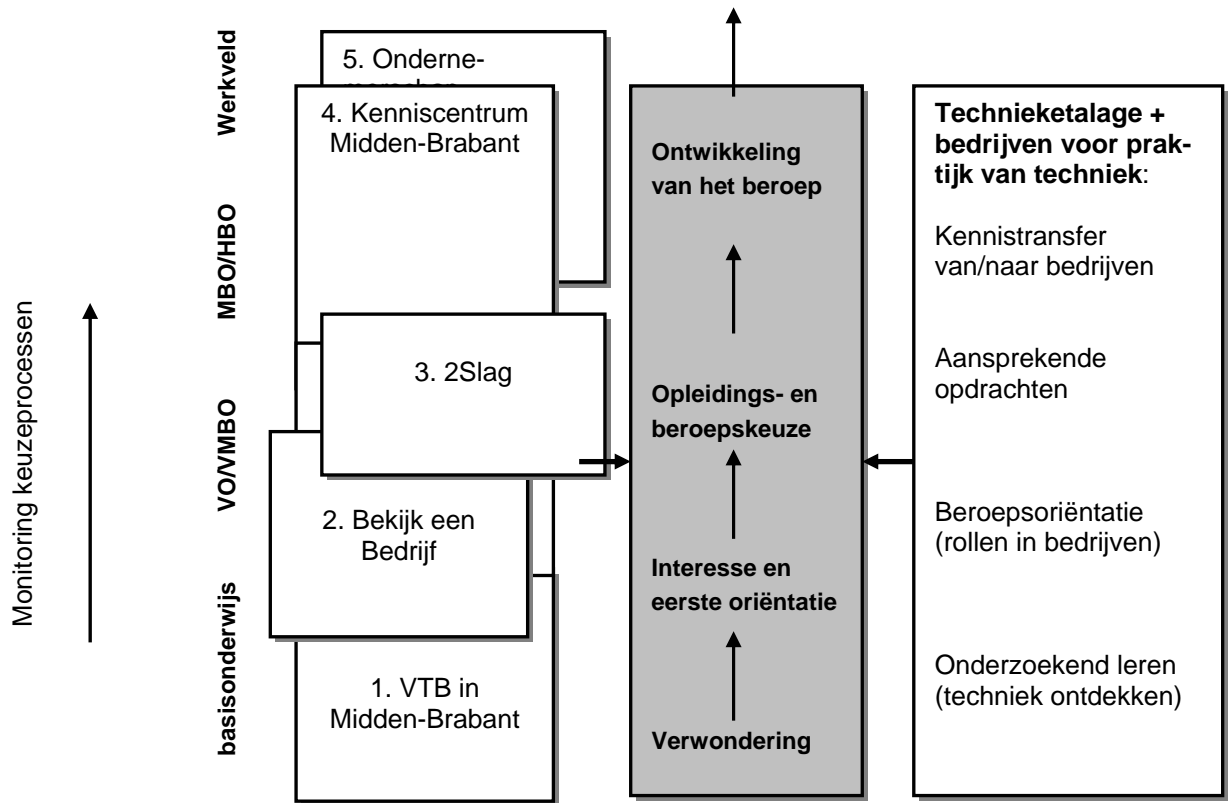 Monitoring keuzeprocessen
Werkveld
MBO/HBO
VO/VMBO
basisonderwijs
5. Onderne-
4. Kenniscentrum
Midden-Brabant
3. 2Slag
2. Bekijk een
Bedrijf
1. VTB in
Midden-Brabant
Ontwikkeling
van het beroep
Opleidings- en
beroepskeuze
Interesse en
eerste oriëntatie
Verwondering
Technieketalage +
bedrijven voor prak-
tijk van techniek:
Kennistransfer
van/naar bedrijven
Aansprekende
opdrachten
Beroepsoriëntatie
(rollen in bedrijven)
Onderzoekend leren
(techniek ontdekken)